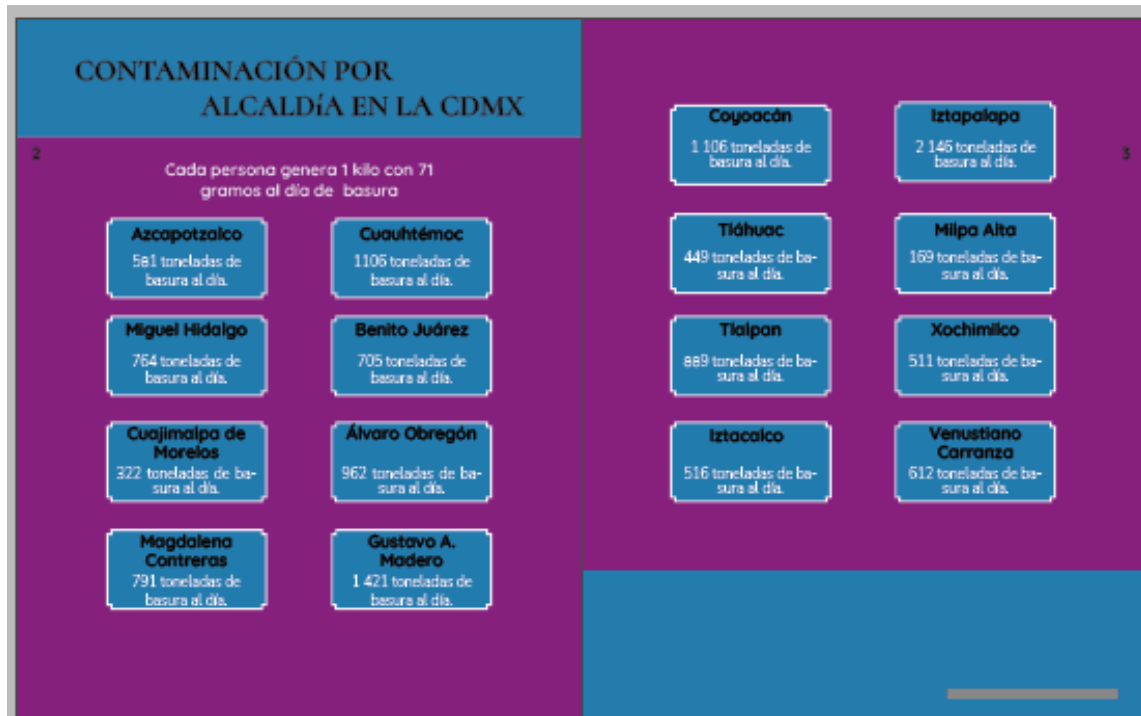 CONTAMINACIÓN POR
ALCALDíA EN LA CDMX
2
Cada persona genera 1 kilo con 71
gramos al día de basura
Azcapotzalco
581 toneladas de
basura al día.
Cuauhtémoc
1106 toneladas de
basura al día.
Miguel Hidalgo
764 toneladas de
basura al día.
Benito Juárez
705 toneladas de
basura al día.
Cuajimalpa de
Morelos
322 toneladas de ba-
sura al día.
Álvaro Obregón
962 toneladas de ba-
sura al día.
Magdalena
Contreras
791 toneladas de
basura al día.
Gustavo A.
Madero
1 421 toneladas de
basura al día.
Coyoacán
1 106 toneladas de
basura al día.
Iztapalapa
2 146 toneladas de
basura al día.
3
Tláhuac
449 toneladas de ba-
sura al día.
Milpa Alta
169 toneladas de ba-
sura al día.
Tlalpan
889 toneladas de ba-
sura al día.
Xochimilco
511 toneladas de ba-
sura al día.
Iztacalco
516 toneladas de ba-
sura al día.
Venustiano
Carranza
612 toneladas de ba-
sura al día.